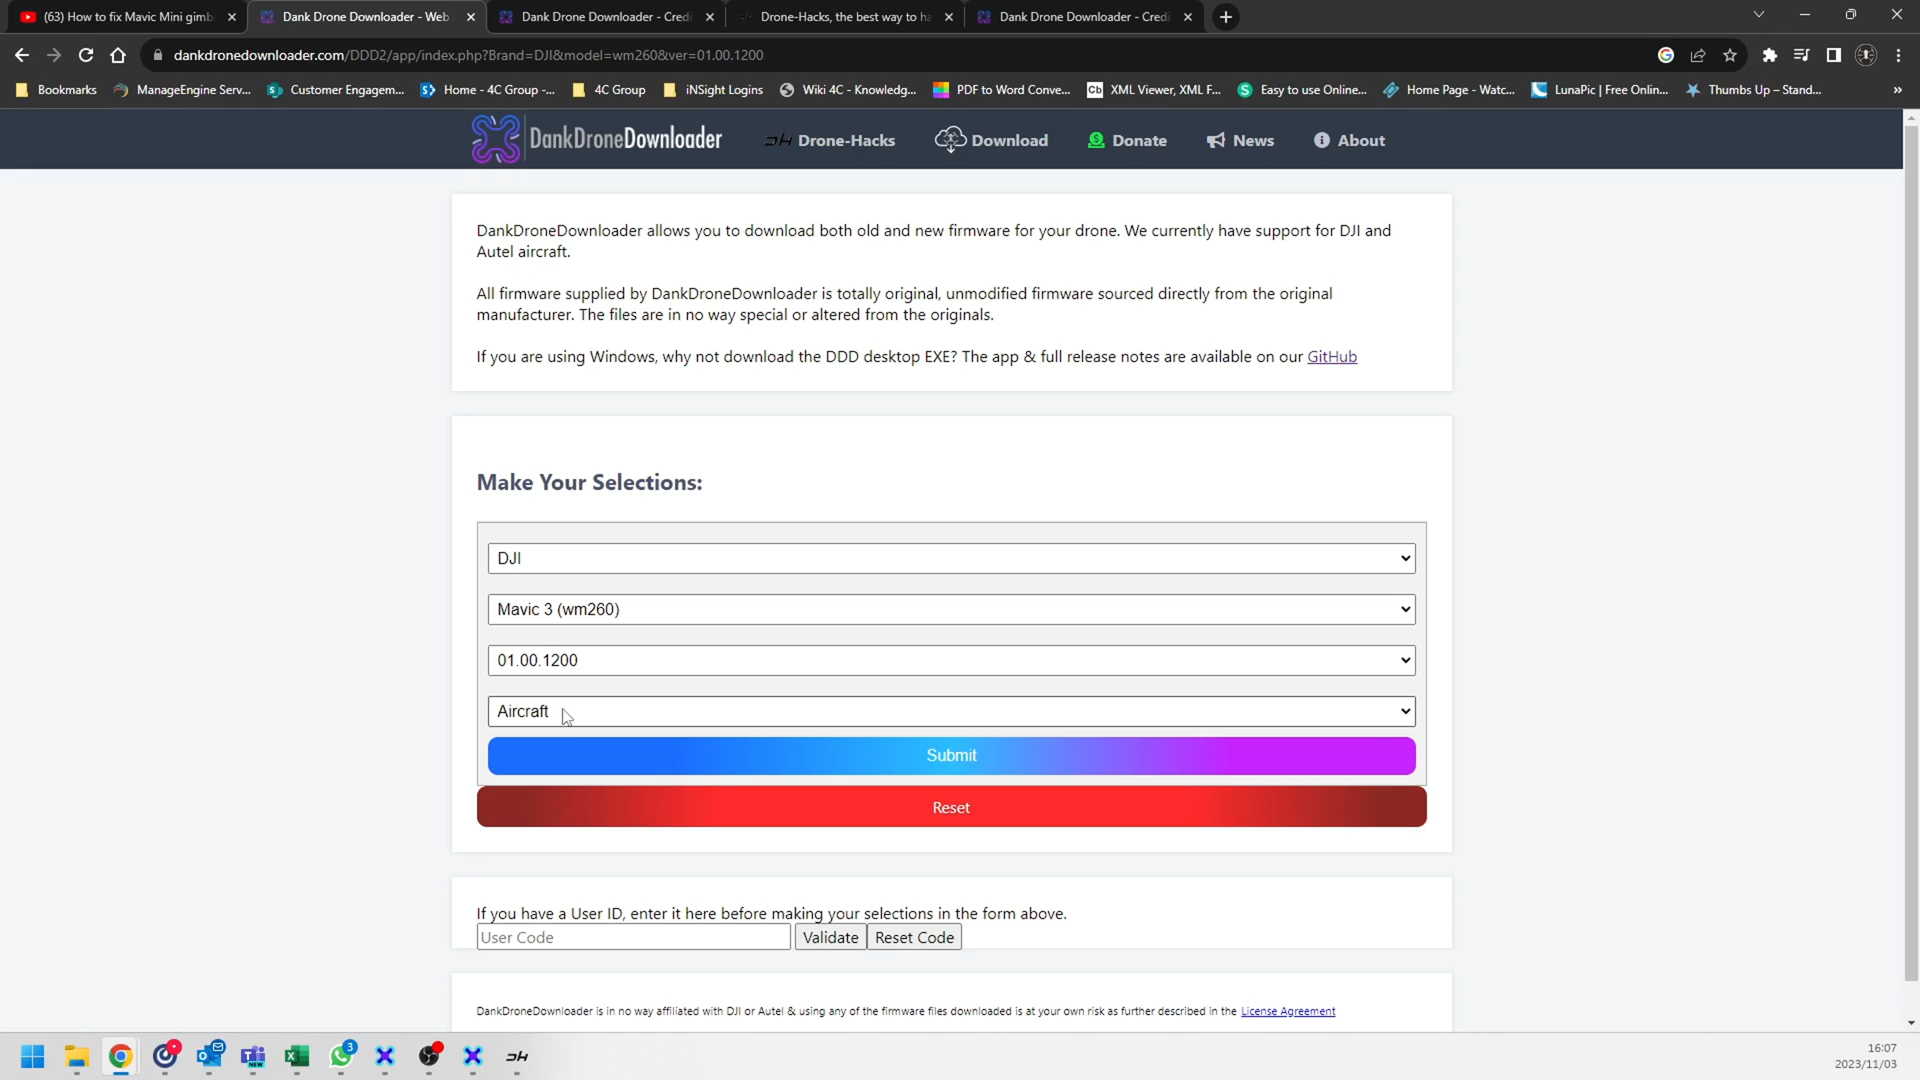 (63) How to fix Mavic Mini gimb
Dank Drone Downloader - Web
Dank Drone Downloader - Credi
Drone-Hacks, the best way to ha
Dank Drone Downloader - Credi
dankdronedownloader.com/DDD2/app/index.php?Brand=DJI&model=wm260&ver=01.00.1200
Bookmarks
ManageEngine Serv...
Customer Engagem...
Home - 4C Group -...
4C Group
iNSight Logins
Wiki 4C - Knowledg...
PDF to Word Conve...
XML Viewer, XML F...
Easy to use Online...
Home Page - Watc...
LunaPic | Free Onlin...
Thumbs Up – Stand...
DankDroneDownloader
Drone-Hacks
Download
Donate
News
About
DankDroneDownloader allows you to download both old and new firmware for your drone. We currently have support for DJI and
Autel aircraft.
All firmware supplied by DankDroneDownloader is totally original, unmodified firmware sourced directly from the original
manufacturer. The files are in no way special or altered from the originals.
If you are using Windows, why not download the DDD desktop EXE? The app & full release notes are available on our GitHub
Make Your Selections:
DJI
Mavic 3 (wm260)
01.00.1200
Aircraft
Submit
Reset
If you have a User ID, enter it here before making your selections in the form above.
User Code
Validate
Reset Code
DankDroneDownloader is in no way affiliated with DJI or Autel & using any of the firmware files downloaded is at your own risk as further described in the License Agreement
NEW
3
16:07
2023/11/03